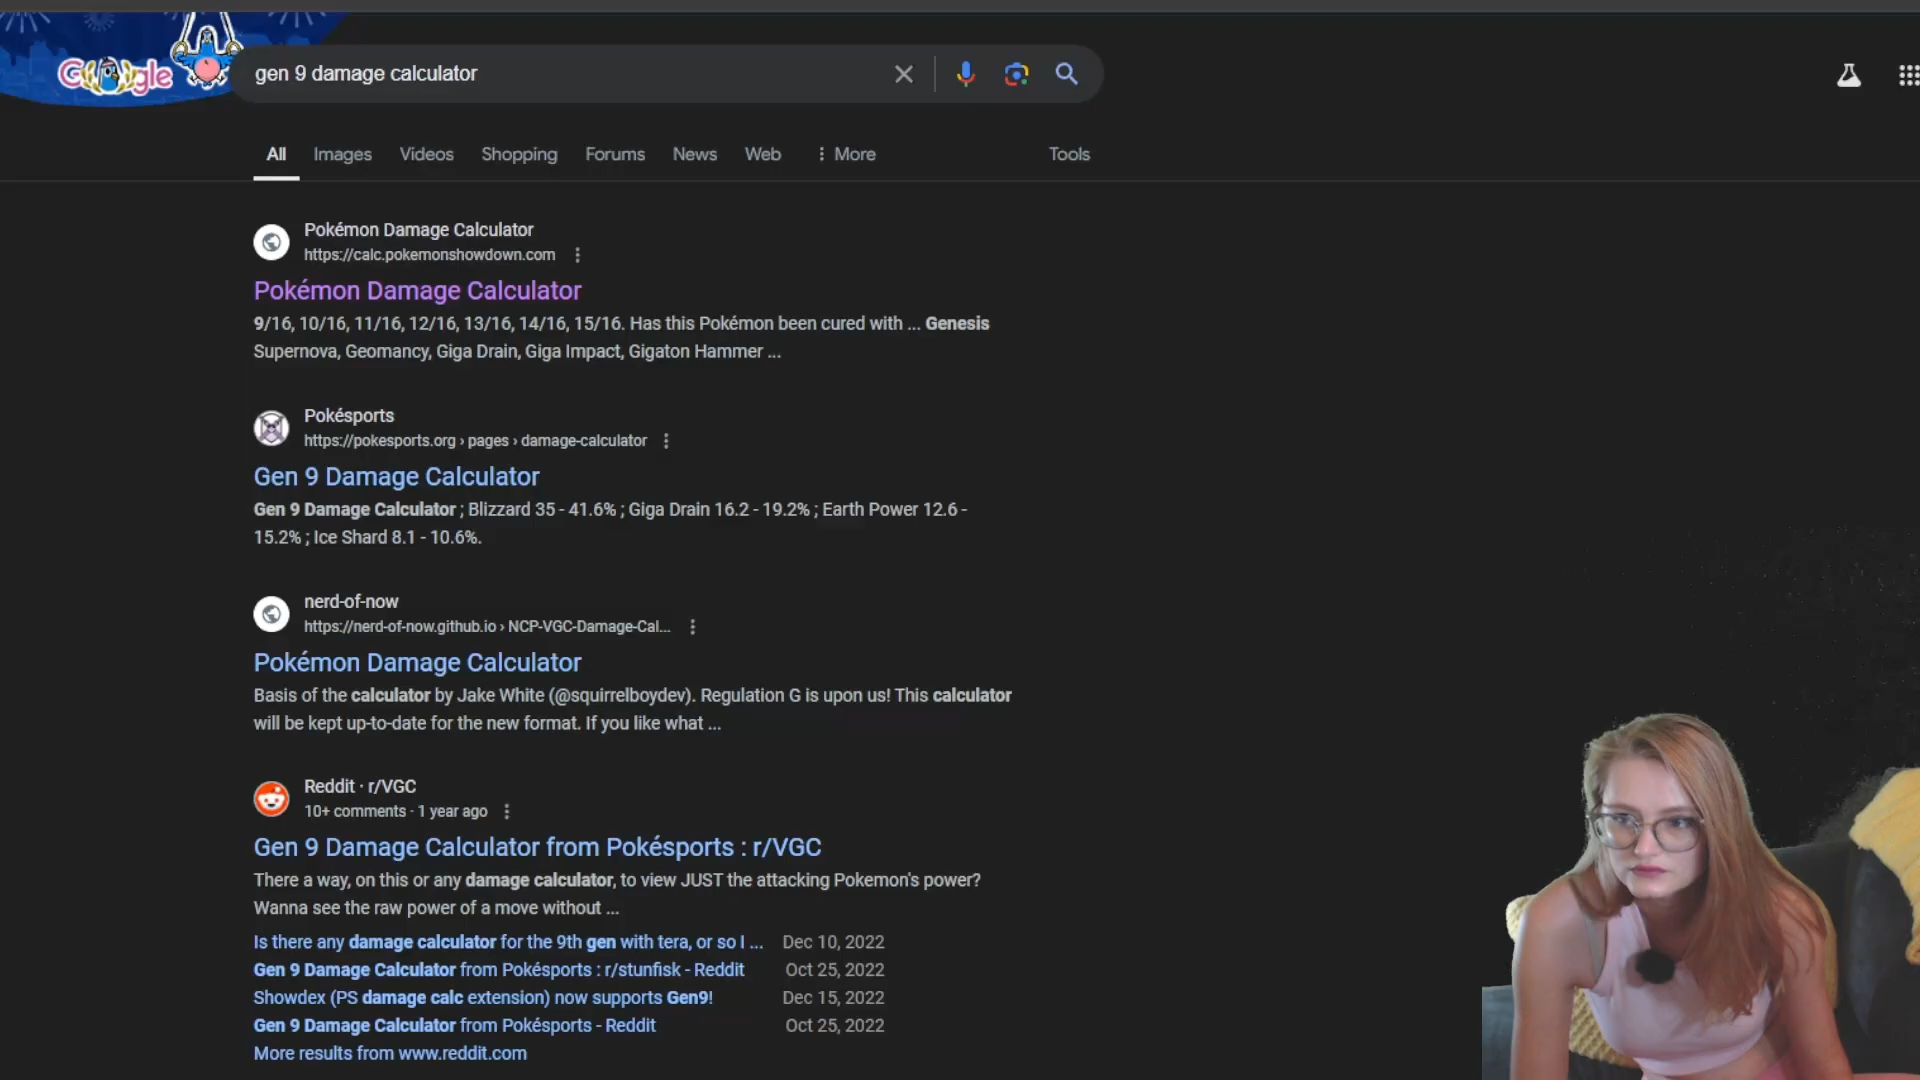 Google
gen 9 damage calculator
All Images Videos Shopping Forums News Web More Tools
Pokémon Damage Calculator
https://calc.pokemonshowdown.com
Pokémon Damage Calculator
9/16, 10/16, 11/16, 12/16, 13/16, 14/16, 15/16. Has this Pokémon been cured with ... Genesis
Supernova, Geomancy, Giga Drain, Giga Impact, Gigaton Hammer ...
Pokésports
https://pokesports.org › pages › damage-calculator
Gen 9 Damage Calculator
Gen 9 Damage Calculator ; Blizzard 35 - 41.6% ; Giga Drain 16.2 - 19.2% ; Earth Power 12.6 -
15.2% ; Ice Shard 8.1 - 10.6%.
nerd-of-now
https://nerd-of-now.github.io › NCP-VGC-Damage-Cal...
Pokémon Damage Calculator
Basis of the calculator by Jake White (@squirrelboydev). Regulation G is upon us! This calculator
will be kept up-to-date for the new format. If you like what ...
Reddit · r/VGC
10+ comments · 1 year ago
Gen 9 Damage Calculator from Pokésports : r/VGC
There a way, on this or any damage calculator, to view JUST the attacking Pokemon's power?
Wanna see the raw power of a move without ...
Is there any damage calculator for the 9th gen with tera, or so I ... Dec 10, 2022
Gen 9 Damage Calculator from Pokésports : r/stunfisk - Reddit Oct 25, 2022
Showdex (PS damage calc extension) now supports Gen9! Dec 15, 2022
Gen 9 Damage Calculator from Pokésports - Reddit Oct 25, 2022
More results from www.reddit.com